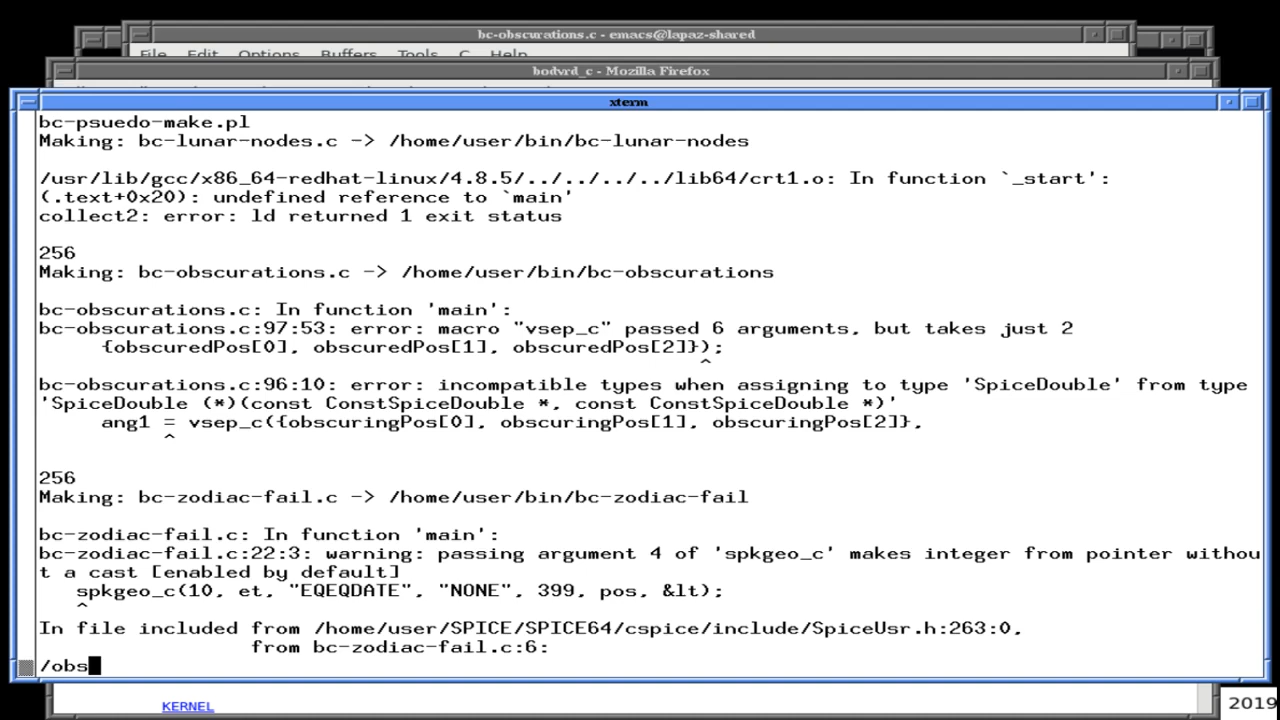 bc-obscurations.c - emacs@lapaz-shared
File Edit Options Buffers Tools C Help
bodvrd_c - Mozilla Firefox
xterm
bc-psuedo-make.pl
Making: bc-lunar-nodes.c -> /home/user/bin/bc-lunar-nodes
/usr/lib/gcc/x86_64-redhat-linux/4.8.5/../../../../lib64/crt1.o: In function `_start':
(.text+0x20): undefined reference to `main'
collect2: error: ld returned 1 exit status
256
Making: bc-obscurations.c -> /home/user/bin/bc-obscurations
bc-obscurations.c: In function 'main':
bc-obscurations.c:97:53: error: macro "vsep_c" passed 6 arguments, but takes just 2
{obscuredPos[0], obscuredPos[1], obscuredPos[2]});
^
bc-obscurations.c:96:10: error: incompatible types when assigning to type 'SpiceDouble' from type
'SpiceDouble (*)(const ConstSpiceDouble *, const ConstSpiceDouble *)'
ang1 = vsep_c({obscuringPos[0], obscuringPos[1], obscuringPos[2]},
^
256
Making: bc-zodiac-fail.c -> /home/user/bin/bc-zodiac-fail
bc-zodiac-fail.c: In function 'main':
bc-zodiac-fail.c:22:3: warning: passing argument 4 of 'spkgeo_c' makes integer from pointer withou
t a cast [enabled by default]
spkgeo_c(10, et, "EQEQDATE", "NONE", 399, pos, &lt);
^
In file included from /home/user/SPICE/SPICE64/cspice/include/SpiceUsr.h:263:0,
from bc-zodiac-fail.c:6:
/obs
KERNEL
2019